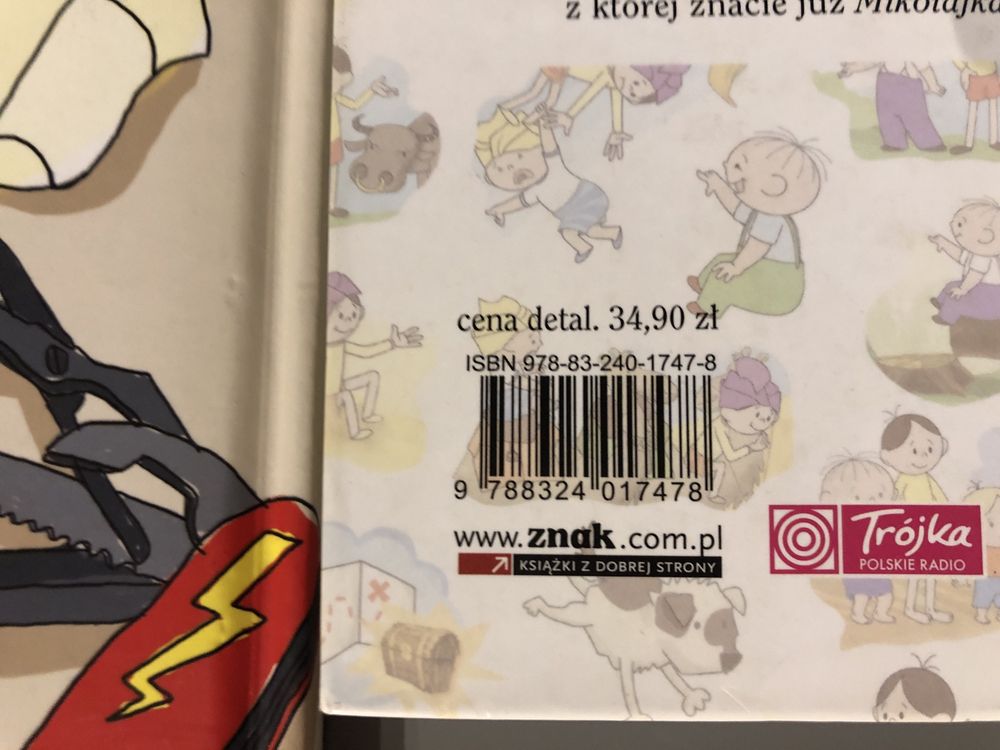 z której znacie już Mikołajka
cena detal. 34,90 zł
ISBN 978-83-240-1747-8
9 788324 017478
www.znak.com.pl
KSIĄŻKI Z DOBREJ STRONY
Trójka
POLSKIE RADIO